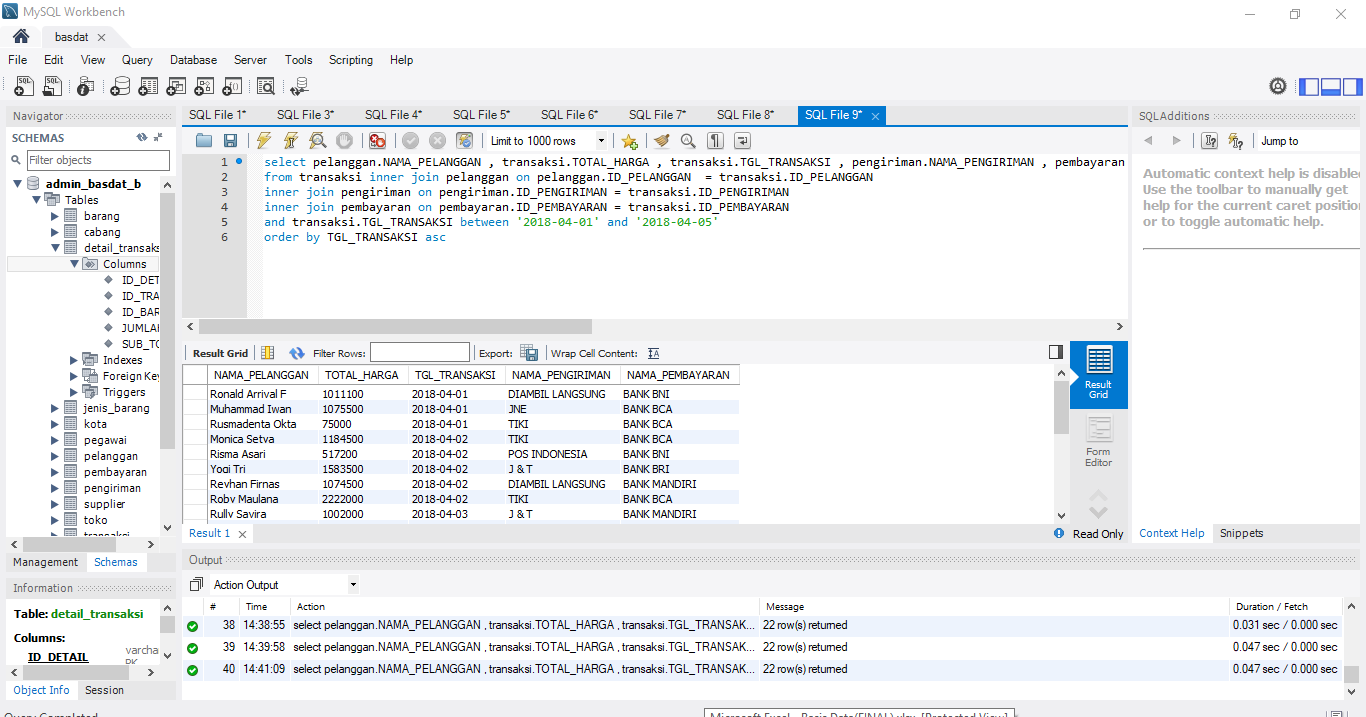 MySQL Workbench
basdat
File Edit View Query Database Server Tools Scripting Help
Navigator
SCHEMAS
Filter objects
admin_basdat_b
Tables
barang
cabang
detail_transaks
Columns
ID_DET
ID_TRA
ID_BAR
JUMLAH
SUB_TO
Indexes
Foreign Key
Triggers
jenis_barang
kota
pegawai
pelanggan
pembayaran
pengiriman
supplier
toko
transaksi
Management Schemas
Information
Table: detail_transaksi
Columns:
ID_DETAIL varcha
PK
Object Info Session
Query Completed
SQL File 1* SQL File 3* SQL File 4* SQL File 5* SQL File 6* SQL File 7* SQL File 8* SQL File 9*
Limit to 1000 rows
1 select pelanggan.NAMA_PELANGGAN , transaksi.TOTAL_HARGA , transaksi.TGL_TRANSAKSI , pengiriman.NAMA_PENGIRIMAN , pembayaran
2 from transaksi inner join pelanggan on pelanggan.ID_PELANGGAN = transaksi.ID_PELANGGAN
3 inner join pengiriman on pengiriman.ID_PENGIRIMAN = transaksi.ID_PENGIRIMAN
4 inner join pembayaran on pembayaran.ID_PEMBAYARAN = transaksi.ID_PEMBAYARAN
5 and transaksi.TGL_TRANSAKSI between '2018-04-01' and '2018-04-05'
6 order by TGL_TRANSAKSI asc
Result Grid Filter Rows: Export: Wrap Cell Content:
NAMA_PELANGGAN TOTAL_HARGA TGL_TRANSAKSI NAMA_PENGIRIMAN NAMA_PEMBAYARAN
Ronald Arrival F 1011100 2018-04-01 DIAMBIL LANGSUNG BANK BNI
Muhammad Iwan 1075500 2018-04-01 JNE BANK BCA
Rusmadenta Okta 75000 2018-04-01 TIKI BANK BCA
Monica Setya 1184500 2018-04-02 TIKI BANK BCA
Risma Asari 517200 2018-04-02 POS INDONESIA BANK BNI
Yogi Tri 1583500 2018-04-02 J & T BANK BRI
Reyhan Firnas 1074500 2018-04-02 DIAMBIL LANGSUNG BANK MANDIRI
Roby Maulana 2222000 2018-04-02 TIKI BANK BCA
Rully Savira 1002000 2018-04-03 J & T BANK MANDIRI
Result Grid
Form Editor
Result 1
Read Only
SQLAdditions
Jump to
Automatic context help is disable
Use the toolbar to manually get
help for the current caret position
or to toggle automatic help.
Context Help Snippets
Output
Action Output
# Time Action Message Duration / Fetch
38 14:38:55 select pelanggan.NAMA_PELANGGAN , transaksi.TOTAL_HARGA , transaksi.TGL_TRANSAK... 22 row(s) returned 0.031 sec / 0.000 sec
39 14:39:58 select pelanggan.NAMA_PELANGGAN , transaksi.TOTAL_HARGA , transaksi.TGL_TRANSAK... 22 row(s) returned 0.047 sec / 0.000 sec
40 14:41:09 select pelanggan.NAMA_PELANGGAN , transaksi.TOTAL_HARGA , transaksi.TGL_TRANSAK... 22 row(s) returned 0.047 sec / 0.000 sec
Microsoft Excel - Basis Data(FINAL).xlsx [Protected View]